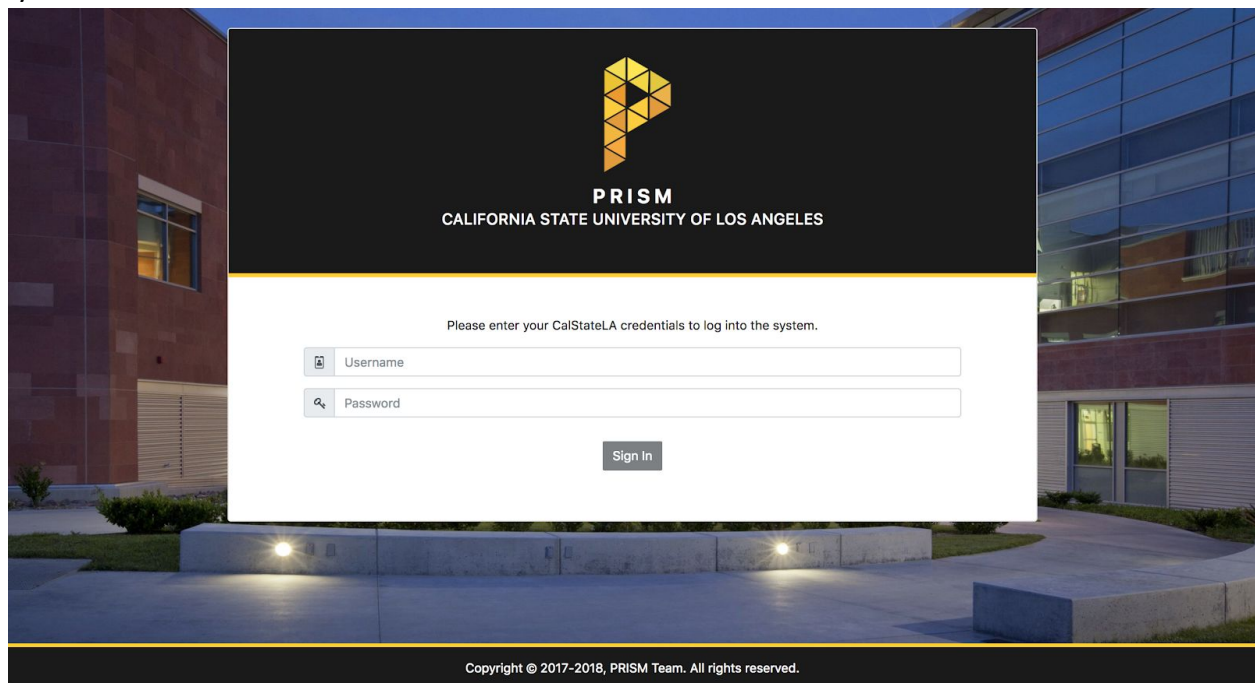 PRISM
CALIFORNIA STATE UNIVERSITY OF LOS ANGELES
Please enter your CalStateLA credentials to log into the system.
Username
Password
Sign In
Copyright © 2017-2018, PRISM Team. All rights reserved.